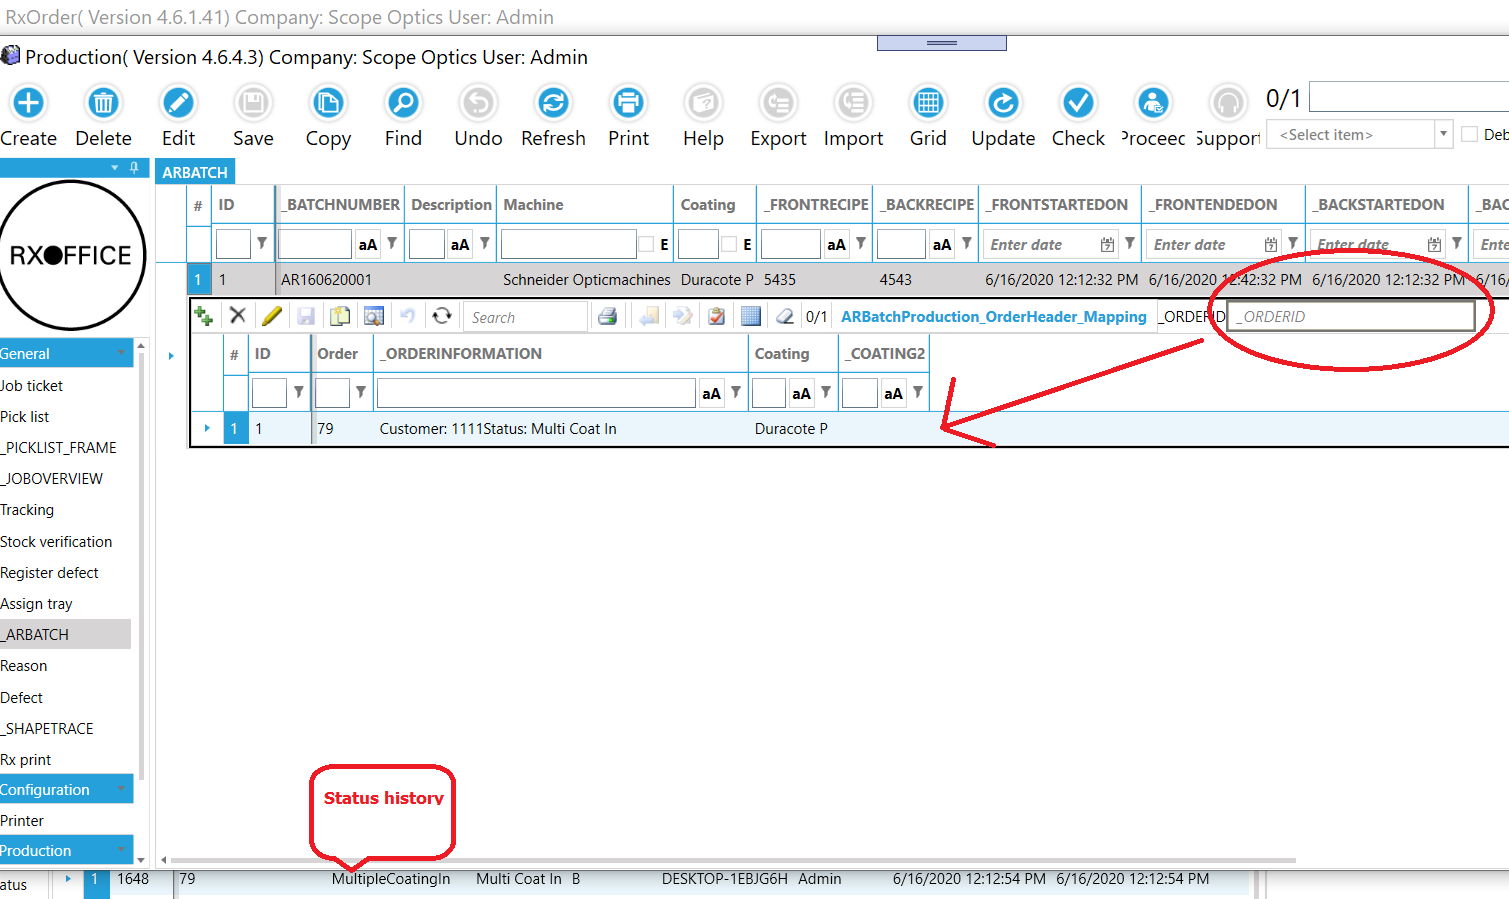 RxOrder( Version 4.6.1.41) Company: Scope Optics User: Admin
Production( Version 4.6.4.3) Company: Scope Optics User: Admin
Create Delete Edit Save Copy Find Undo Refresh Print Help Export Import Grid Update Check Proceed Support
0/1
<Select item> Deb
ARBATCH
# ID _BATCHNUMBER Description Machine Coating _FRONTRECIPE _BACKRECIPE _FRONTSTARTEDON _FRONTENDEDON _BACKSTARTEDON _BAC
aA aA E E aA aA Enter date Enter date Enter date Enter
1 1 AR160620001 Schneider Opticmachines Duracote P 5435 4543 6/16/2020 12:12:32 PM 6/16/2020 12:42:32 PM 6/16/2020 12:12:32 PM 6/16/
RXOFFICE
Search 0/1 ARBatchProduction_OrderHeader_Mapping _ORDERID _ORDERID
# ID Order _ORDERINFORMATION Coating _COATING2
aA aA aA
1 1 79 Customer: 1111Status: Multi Coat In Duracote P
General
Job ticket
Pick list
_PICKLIST_FRAME
_JOBOVERVIEW
Tracking
Stock verification
Register defect
Assign tray
_ARBATCH
Reason
Defect
_SHAPETRACE
Rx print
Configuration
Printer
Production
Status history
atus 1 1648 79 MultipleCoatingIn Multi Coat In B DESKTOP-1EBJG6H Admin 6/16/2020 12:12:54 PM 6/16/2020 12:12:54 PM